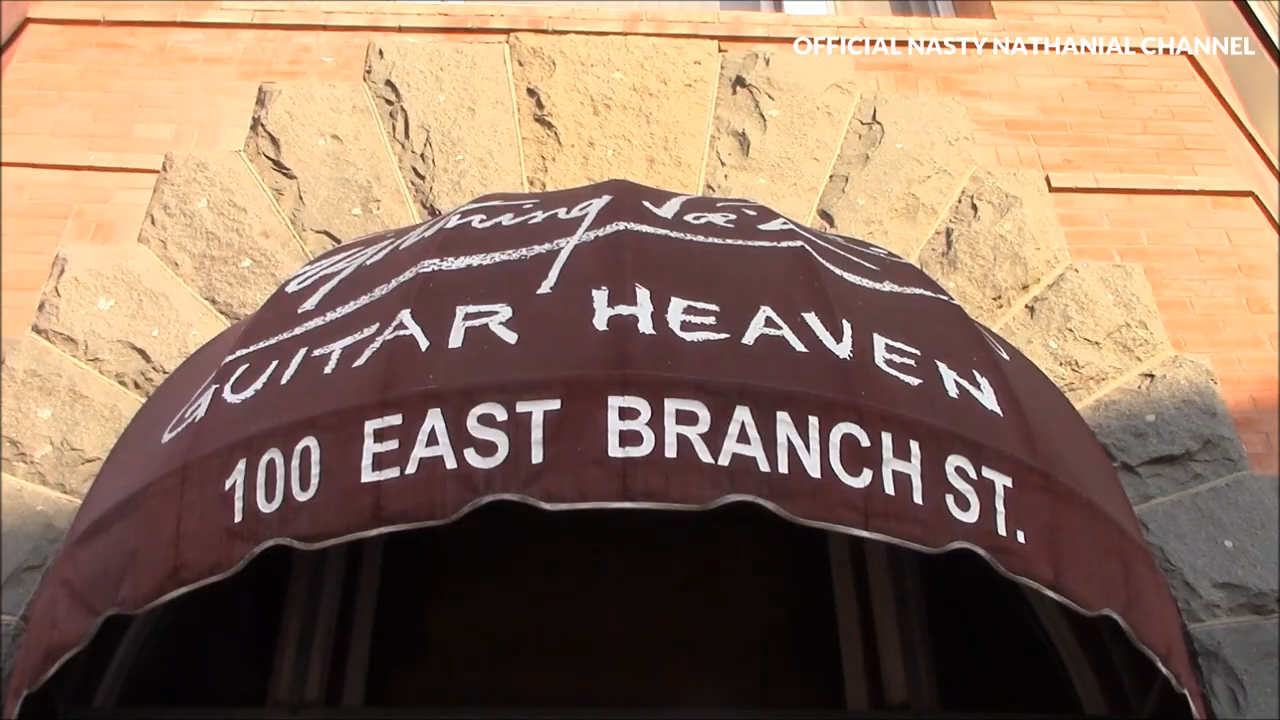 OFFICIAL NASTY NATHANIAL CHANNEL
GUITAR HEAVEN
100 EAST BRANCH ST.